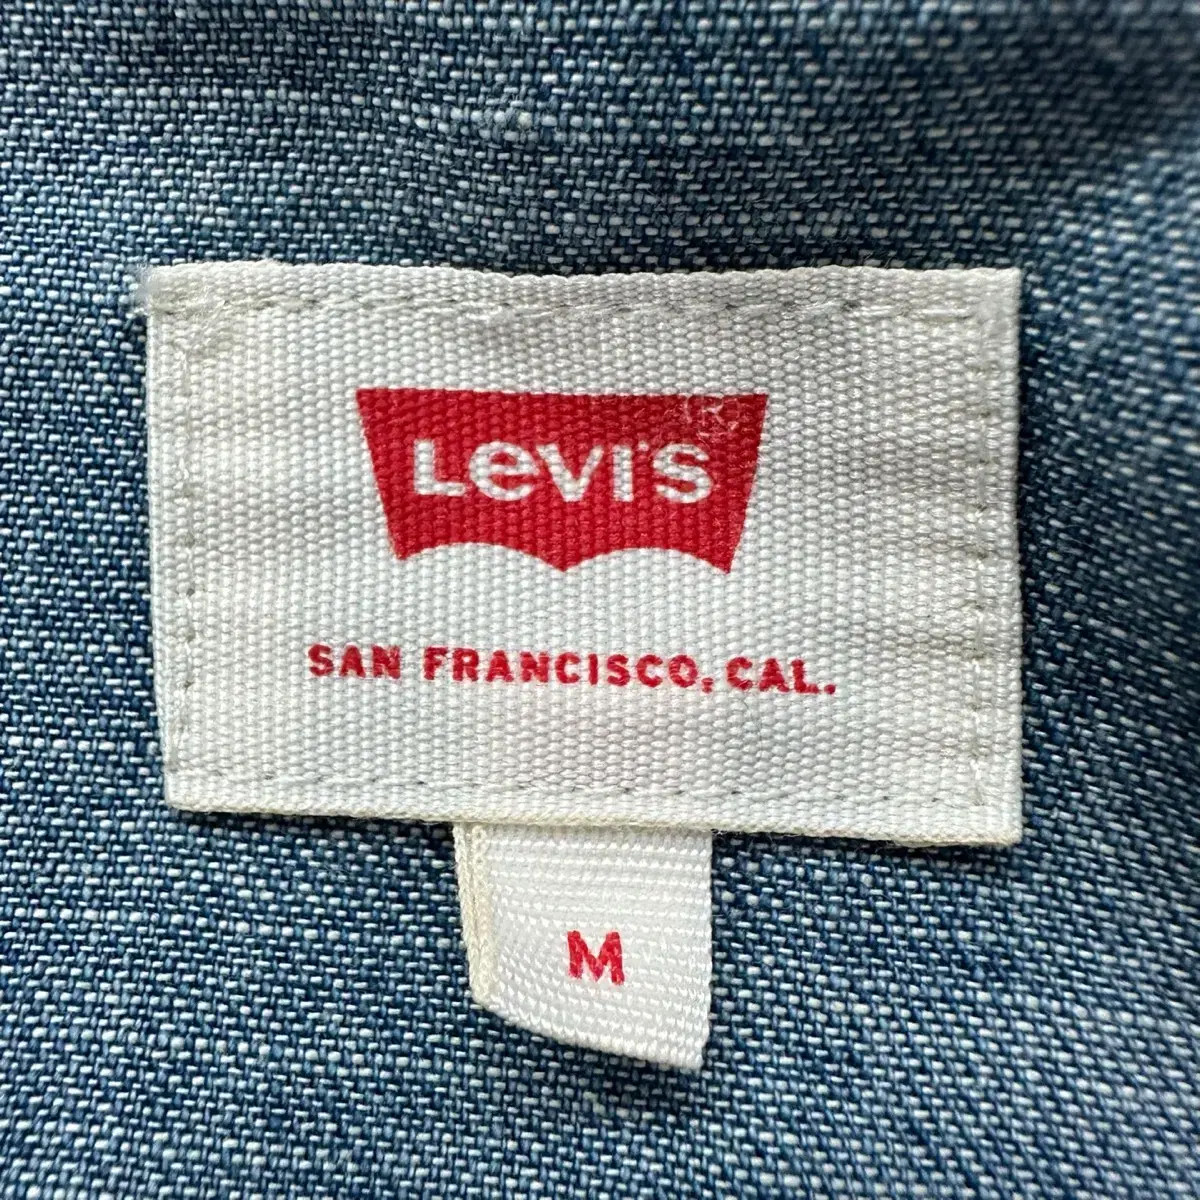 LEVI'S
SAN FRANCISCO, CAL.
M